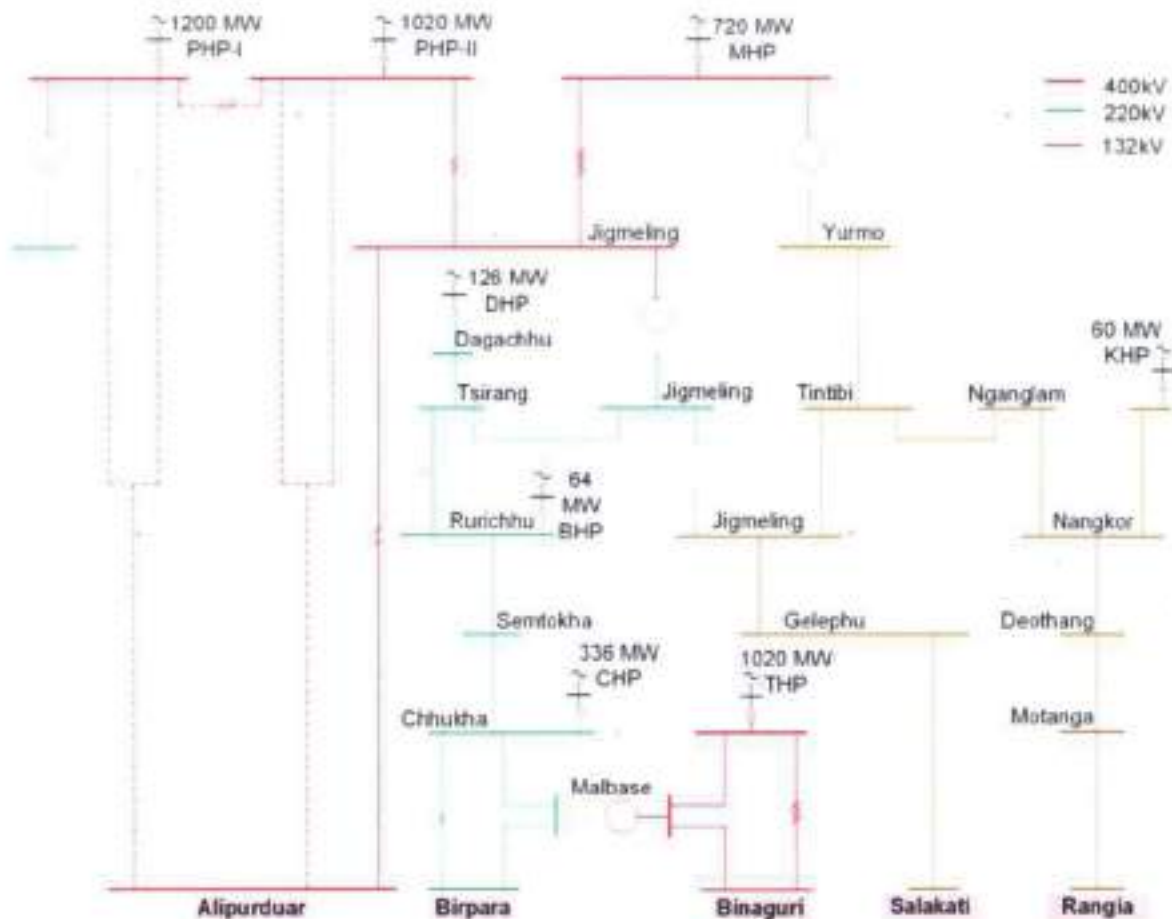 1200 MW
PHP-I
1020 MW
PHP-II
720 MW
MHP
400kV
220kV
132kV
Jigmeling
Yurmo
126 MW
DHP
Dagachhu
60 MW
KHP
Tsirang
Jigmeling
Tintibi
Nganglam
64
MW
BHP
Rurichhu
Jigmeling
Nangkor
Semtokha
Gelephu
Deothang
336 MW
CHP
1020 MW
THP
Chhukha
Motanga
Malbase
Alipurduar
Birpara
Binaguri
Salakati
Rangia